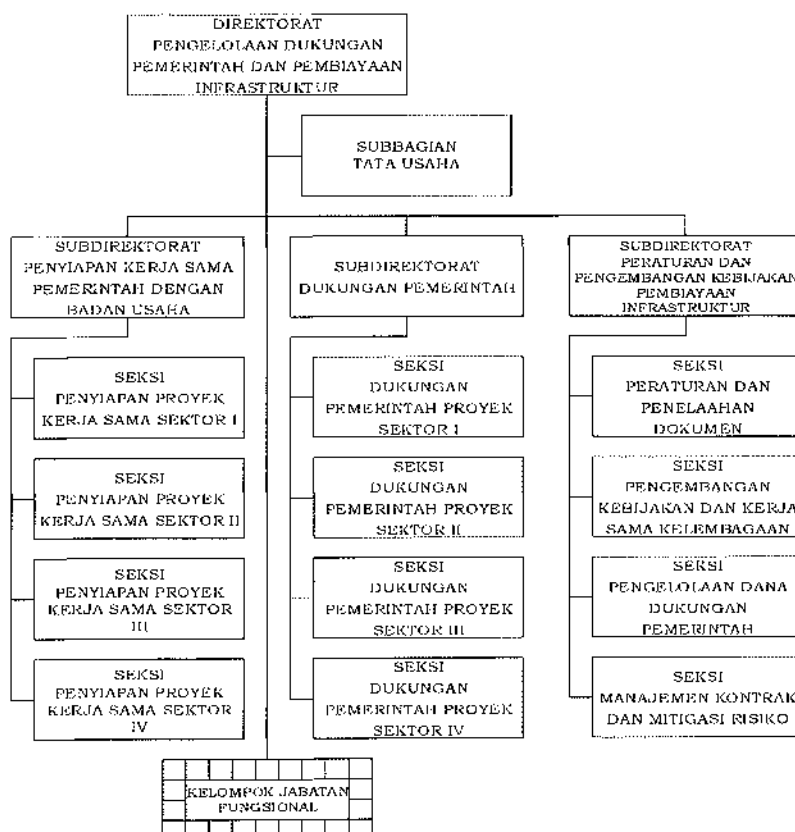 DIREKTORAT
PENGELOLAAN DUKUNGAN
PEMERINTAH DAN PEMBIAYAAN
INFRASTRUKTUR
SUBBAGIAN
TATA USAHA
SUBDIREKTORAT
PENYIAPAN KERJA SAMA
PEMERINTAH DENGAN
BADAN USAHA
SEKSI
PENYIAPAN PROYEK
KERJA SAMA SEKTOR I
SEKSI
PENYIAPAN PROYEK
KERJA SAMA SEKTOR II
SEKSI
PENYIAPAN PROYEK
KERJA SAMA SEKTOR
III
SEKSI
PENYIAPAN PROYEK
KERJA SAMA SEKTOR
IV
SUBDIREKTORAT
DUKUNGAN PEMERINTAH
SEKSI
DUKUNGAN
PEMERINTAH PROYEK
SEKTOR I
SEKSI
DUKUNGAN
PEMERINTAH PROYEK
SEKTOR II
SEKSI
DUKUNGAN
PEMERINTAH PROYEK
SEKTOR III
SEKSI
DUKUNGAN
PEMERINTAH PROYEK
SEKTOR IV
SUBDIREKTORAT
PERATURAN DAN
PENGEMBANGAN KEBIJAKAN
PEMBIAYAAN
INFRASTRUKTUR
SEKSI
PERATURAN DAN
PENELAAHAN
DOKUMEN
SEKSI
PENGEMBANGAN
KEBIJAKAN DAN KERJA
SAMA KELEMBAGAAN
SEKSI
PENGELOLAAN DANA
DUKUNGAN
PEMERINTAH
SEKSI
MANAJEMEN KONTRAK
DAN MITIGASI RISIKO
KELOMPOK JABATAN
FUNGSIONAL